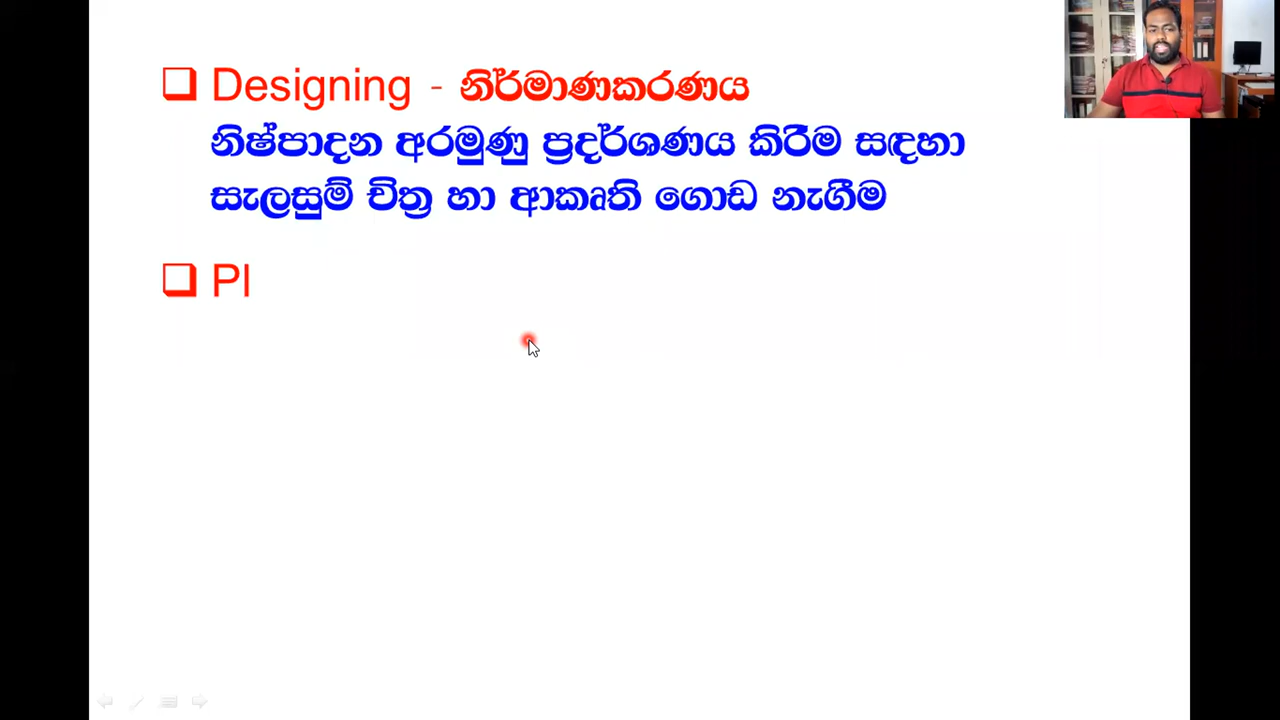 Designing - නිර්මාණකරණය
නිෂ්පාදන අරමුණු ප්‍රදර්ශණය කිරීම සඳහා
සැලසුම් චිත්‍ර හා ආකෘති ගොඩ නැගීම
Pl